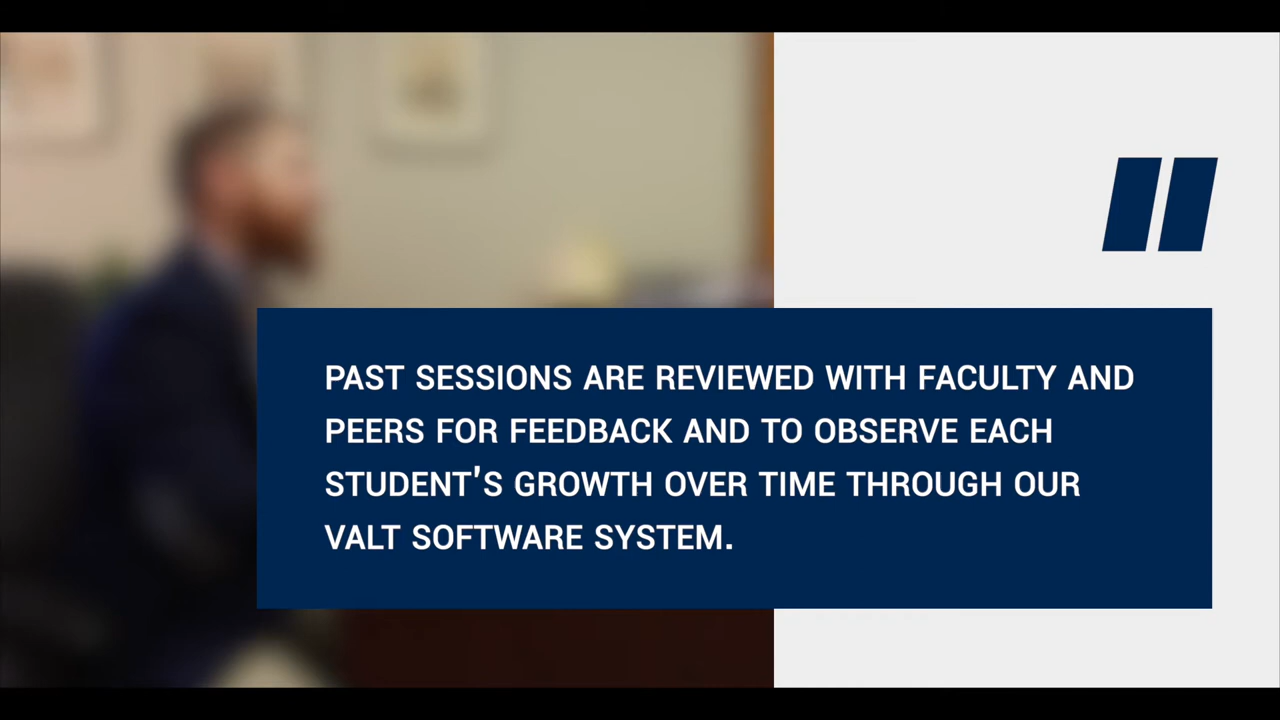 PAST SESSIONS ARE REVIEWED WITH FACULTY AND
PEERS FOR FEEDBACK AND TO OBSERVE EACH
STUDENT'S GROWTH OVER TIME THROUGH OUR
VALT SOFTWARE SYSTEM.